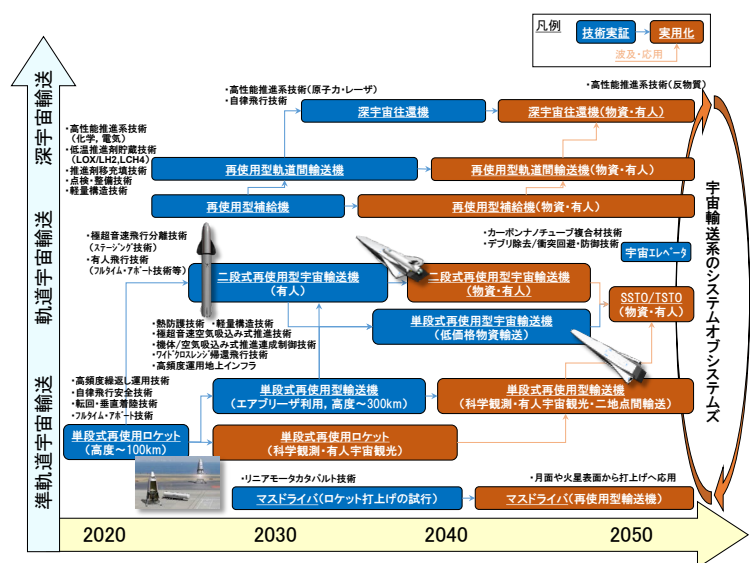 凡例
技術実証
実用化
波及・応用
深宇宙輸送
軌道宇宙輸送
準軌道宇宙輸送
・高性能推進系技術(原子力・レーザ)
・自律飛行技術
・高性能推進系技術(反物質)
深宇宙往還機
深宇宙往還機(物資・有人)
・高性能推進系技術
(化学, 電気)
・低温推進剤貯蔵技術
(LOX/LH2,LCH4)
・推進剤移充填技術
・点検・整備技術
・軽量構造技術
再使用型軌道間輸送機
再使用型軌道間輸送機(物資・有人)
再使用型補給機
再使用型補給機(物資・有人)
・極超音速飛行分離技術
(ステージング技術)
・有人飛行技術
(フルタイム・アボート技術等)
・カーボンナノチューブ複合材技術
・デブリ除去/衝突回避・防御技術
宇宙エレベータ
二段式再使用型宇宙輸送機
(有人)
二段式再使用型宇宙輸送機
(物資・有人)
SSTO/TSTO
(物資・有人)
単段式再使用型宇宙輸送機
(低価格物資輸送)
・熱防護技術 ・軽量構造技術
・極超音速空気吸込み式推進技術
・機体/空気吸込み式推進連成制御技術
・ワイドクロスレンジ帰還飛行技術
・高頻度運用地上インフラ
・高頻度繰返し運用技術
・自律飛行安全技術
・転回・垂直着陸技術
・フルタイム・アボート技術
単段式再使用型輸送機
(エアブリーザ利用, 高度～300km)
単段式再使用型輸送機
(科学観測・有人宇宙観光・二地点間輸送)
単段式再使用ロケット
(高度～100km)
単段式再使用ロケット
(科学観測・有人宇宙観光)
・リニアモータカタパルト技術
・月面や火星表面から打上げへ応用
マスドライバ(ロケット打上げの試行)
マスドライバ(再使用型輸送機)
宇宙輸送系のシステムオブシステムズ
2020
2030
2040
2050